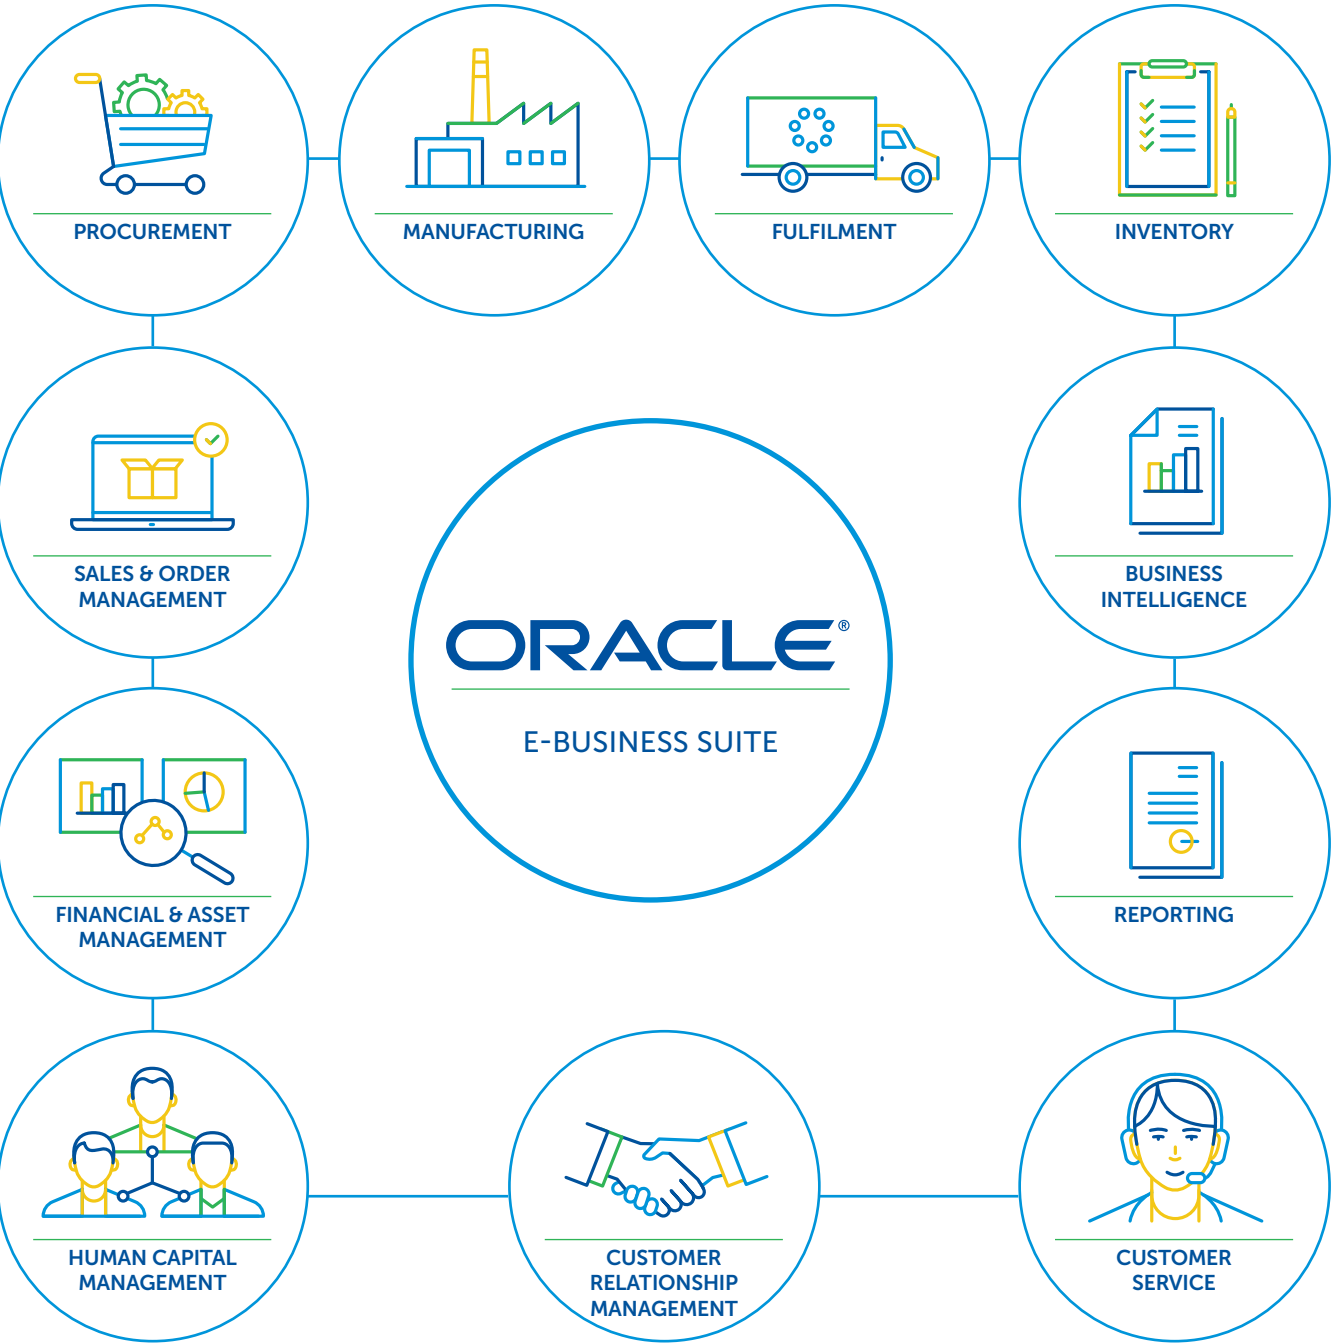 PROCUREMENT
MANUFACTURING
FULFILMENT
INVENTORY
SALES & ORDER
MANAGEMENT
BUSINESS
INTELLIGENCE
ORACLE®
E-BUSINESS SUITE
FINANCIAL & ASSET
MANAGEMENT
REPORTING
HUMAN CAPITAL
MANAGEMENT
CUSTOMER
RELATIONSHIP
MANAGEMENT
CUSTOMER
SERVICE